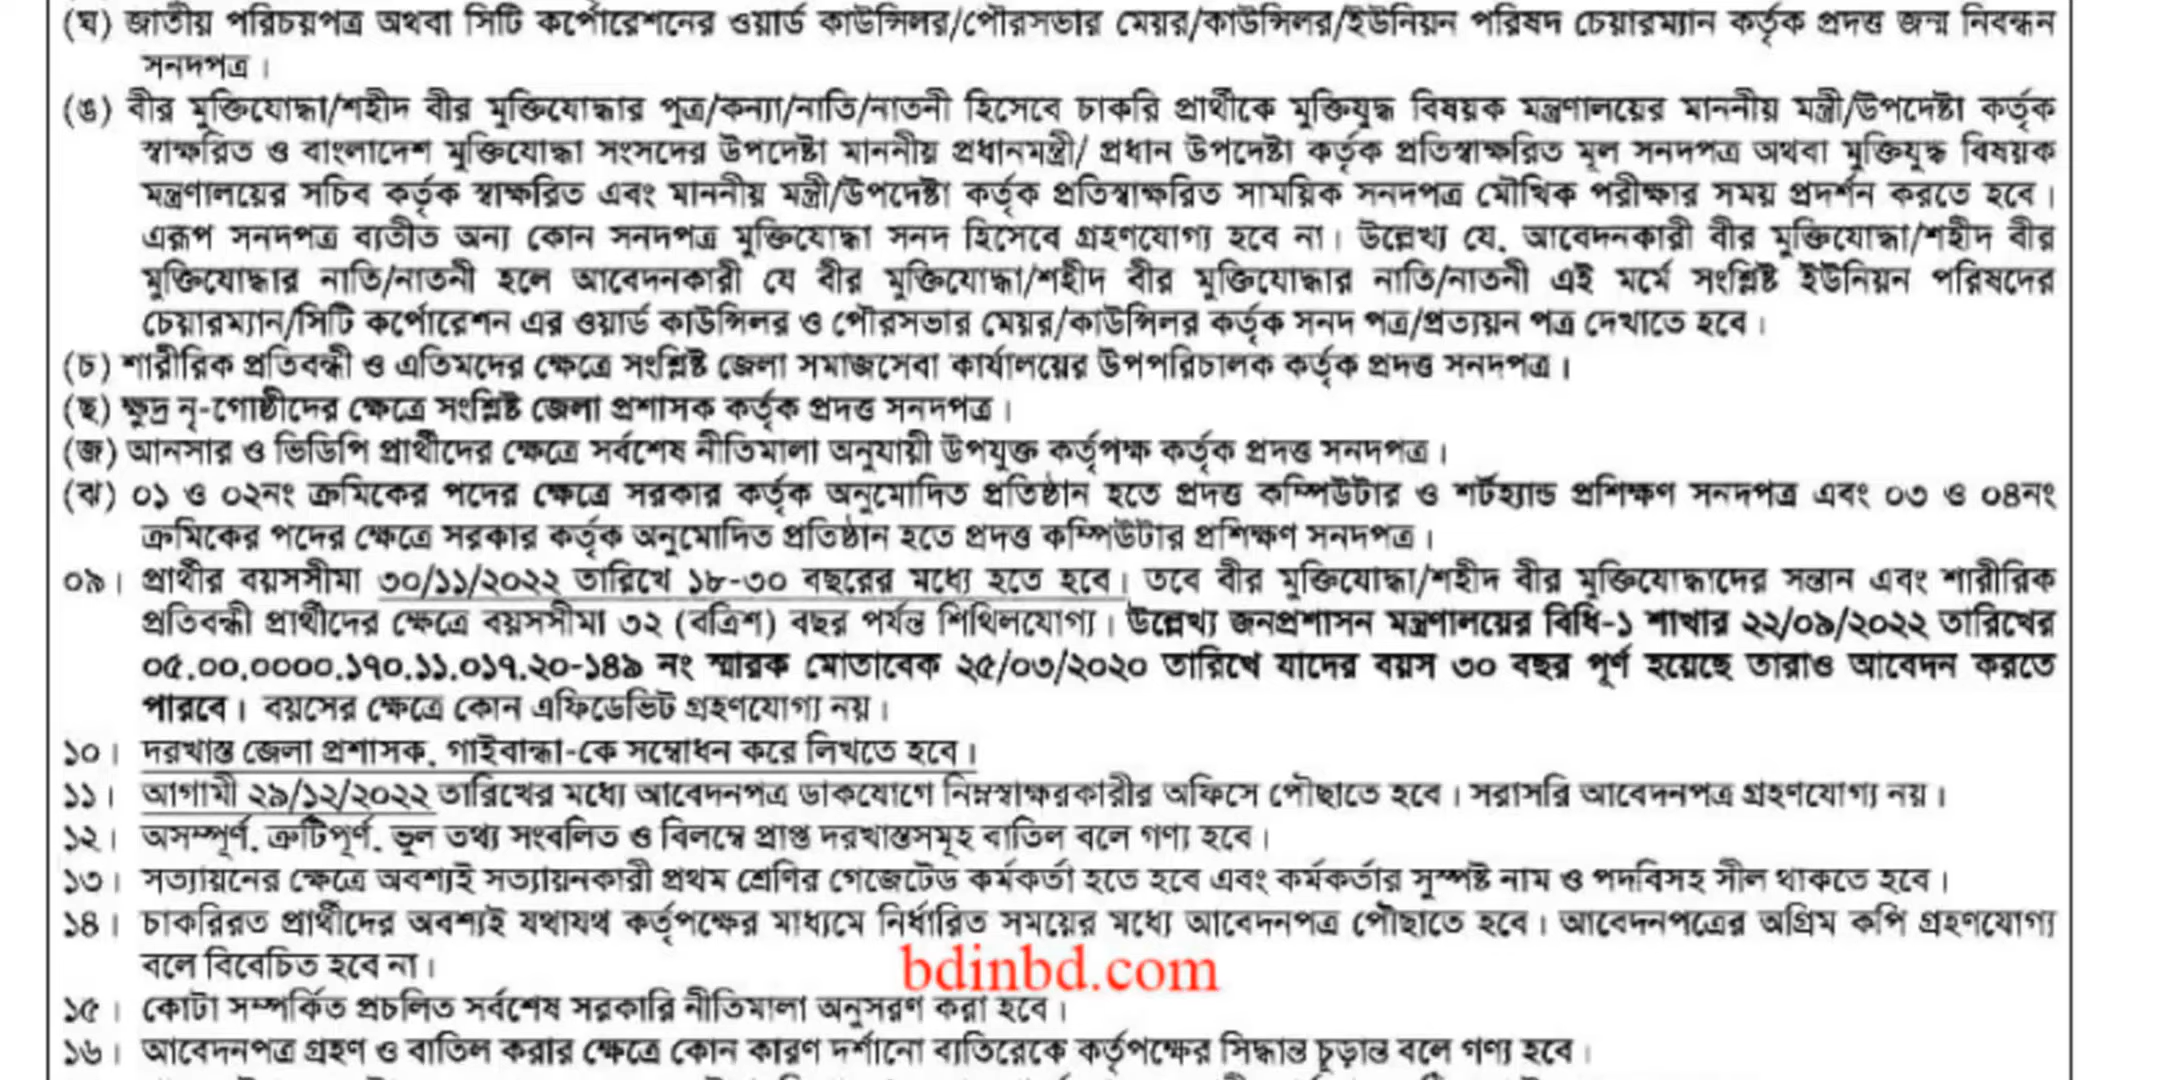 (ঘ) জাতীয় পরিচয়পত্র অথবা সিটি কর্পোরেশনের ওয়ার্ড কাউন্সিলর/পৌরসভার মেয়র/কাউন্সিলর/ইউনিয়ন পরিষদ চেয়ারম্যান কর্তৃক প্রদত্ত জন্ম নিবন্ধন
সনদপত্র।
(ঙ) বীর মুক্তিযোদ্ধা/শহীদ বীর মুক্তিযোদ্ধার পুত্র/কন্যা/নাতি/নাতনী হিসেবে চাকরি প্রার্থীকে মুক্তিযুদ্ধ বিষয়ক মন্ত্রণালয়ের মাননীয় মন্ত্রী/উপদেষ্টা কর্তৃক
স্বাক্ষরিত ও বাংলাদেশ মুক্তিযোদ্ধা সংসদের উপদেষ্টা মাননীয় প্রধানমন্ত্রী/ প্রধান উপদেষ্টা কর্তৃক প্রতিস্বাক্ষরিত মূল সনদপত্র অথবা মুক্তিযুদ্ধ বিষয়ক
মন্ত্রণালয়ের সচিব কর্তৃক স্বাক্ষরিত এবং মাননীয় মন্ত্রী/উপদেষ্টা কর্তৃক প্রতিস্বাক্ষরিত সাময়িক সনদপত্র মৌখিক পরীক্ষার সময় প্রদর্শন করতে হবে।
এরূপ সনদপত্র ব্যতীত অন্য কোন সনদপত্র মুক্তিযোদ্ধা সনদ হিসেবে গ্রহণযোগ্য হবে না। উল্লেখ্য যে, আবেদনকারী বীর মুক্তিযোদ্ধা/শহীদ বীর
মুক্তিযোদ্ধার নাতি/নাতনী হলে আবেদনকারী যে বীর মুক্তিযোদ্ধা/শহীদ বীর মুক্তিযোদ্ধার নাতি/নাতনী এই মর্মে সংশ্লিষ্ট ইউনিয়ন পরিষদের
চেয়ারম্যান/সিটি কর্পোরেশন এর ওয়ার্ড কাউন্সিলর ও পৌরসভার মেয়র/কাউন্সিলর কর্তৃক সনদ পত্র/প্রত্যয়ন পত্র দেখাতে হবে।
(চ) শারীরিক প্রতিবন্ধী ও এতিমদের ক্ষেত্রে সংশ্লিষ্ট জেলা সমাজসেবা কার্যালয়ের উপপরিচালক কর্তৃক প্রদত্ত সনদপত্র।
(ছ) ক্ষুদ্র নৃ-গোষ্ঠীদের ক্ষেত্রে সংশ্লিষ্ট জেলা প্রশাসক কর্তৃক প্রদত্ত সনদপত্র।
(জ) আনসার ও ভিডিপি প্রার্থীদের ক্ষেত্রে সর্বশেষ নীতিমালা অনুযায়ী উপযুক্ত কর্তৃপক্ষ কর্তৃক প্রদত্ত সনদপত্র।
(ঝ) ০১ ও ০২নং ক্রমিকের পদের ক্ষেত্রে সরকার কর্তৃক অনুমোদিত প্রতিষ্ঠান হতে প্রদত্ত কম্পিউটার ও শর্টহ্যান্ড প্রশিক্ষণ সনদপত্র এবং ০৩ ও ০৪নং
ক্রমিকের পদের ক্ষেত্রে সরকার কর্তৃক অনুমোদিত প্রতিষ্ঠান হতে প্রদত্ত কম্পিউটার প্রশিক্ষণ সনদপত্র।
০৯। প্রার্থীর বয়সসীমা ৩০/১১/২০২২ তারিখে ১৮-৩০ বছরের মধ্যে হতে হবে। তবে বীর মুক্তিযোদ্ধা/শহীদ বীর মুক্তিযোদ্ধাদের সন্তান এবং শারীরিক
প্রতিবন্ধী প্রার্থীদের ক্ষেত্রে বয়সসীমা ৩২ (বত্রিশ) বছর পর্যন্ত শিথিলযোগ্য। উল্লেখ্য জনপ্রশাসন মন্ত্রণালয়ের বিধি-১ শাখার ২২/০৯/২০২২ তারিখের
০৫.০০.০০০০.১৭০.১১.০১৭.২০-১৪৯ নং স্মারক মোতাবেক ২৫/০৩/২০২০ তারিখে যাদের বয়স ৩০ বছর পূর্ণ হয়েছে তারাও আবেদন করতে
পারবে। বয়সের ক্ষেত্রে কোন এফিডেভিট গ্রহণযোগ্য নয়।
১০। দরখাস্ত জেলা প্রশাসক, গাইবান্ধা-কে সম্বোধন করে লিখতে হবে।
১১। আগামী ২৯/১২/২০২২ তারিখের মধ্যে আবেদনপত্র ডাকযোগে নিম্নস্বাক্ষরকারীর অফিসে পৌছাতে হবে। সরাসরি আবেদনপত্র গ্রহণযোগ্য নয়।
১২। অসম্পূর্ণ, ত্রুটিপূর্ণ, ভুল তথ্য সংবলিত ও বিলম্বে প্রাপ্ত দরখাস্তসমূহ বাতিল বলে গণ্য হবে।
১৩। সত্যায়নের ক্ষেত্রে অবশ্যই সত্যায়নকারী প্রথম শ্রেণির গেজেটেড কর্মকর্তা হতে হবে এবং কর্মকর্তার সুস্পষ্ট নাম ও পদবিসহ সীল থাকতে হবে।
১৪। চাকরিরত প্রার্থীদের অবশ্যই যথাযথ কর্তৃপক্ষের মাধ্যমে নির্ধারিত সময়ের মধ্যে আবেদনপত্র পৌছাতে হবে। আবেদনপত্রের অগ্রিম কপি গ্রহণযোগ্য
বলে বিবেচিত হবে না।
bdinbd.com
১৫। কোটা সম্পর্কিত প্রচলিত সর্বশেষ সরকারি নীতিমালা অনুসরণ করা হবে।
১৬। আবেদনপত্র গ্রহণ ও বাতিল করার ক্ষেত্রে কোন কারণ দর্শানো ব্যতিরেকে কর্তৃপক্ষের সিদ্ধান্ত চূড়ান্ত বলে গণ্য হবে।